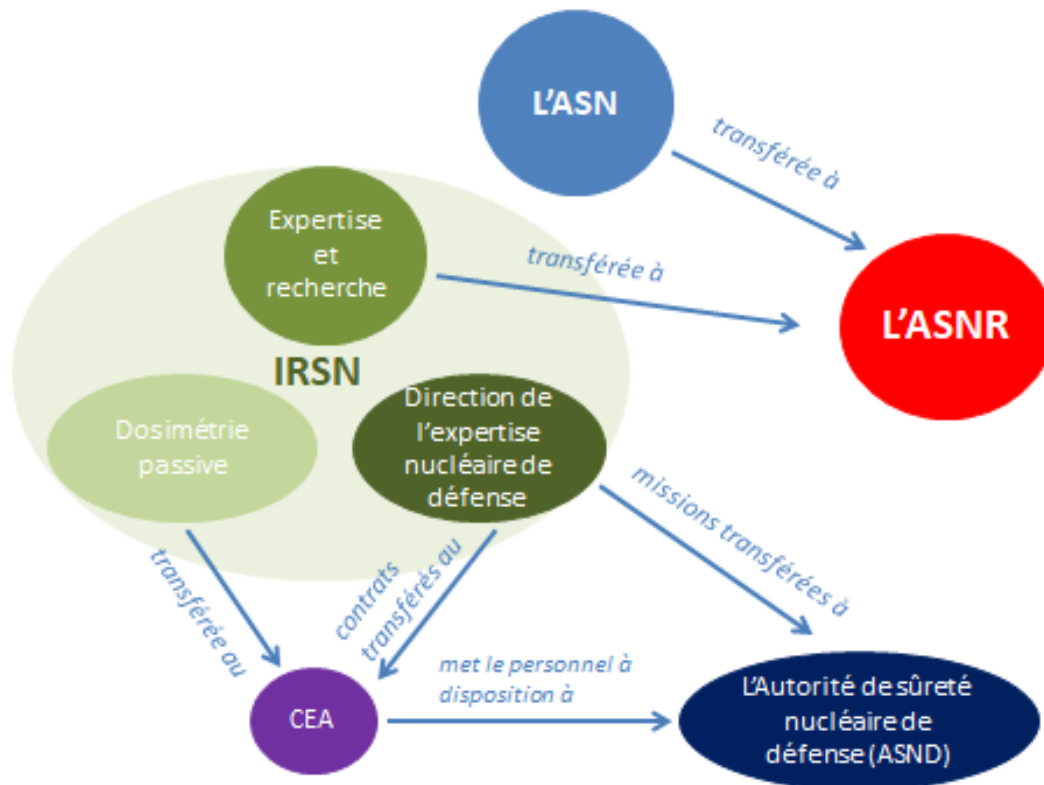 L'ASN
transférée à
Expertise
et
recherche
transférée à
L'ASNR
IRSN
Dosimétrie
passive
Direction de
l'expertise
nucléaire de
défense
missions transférées à
transférée au
contrats
transférés au
met le personnel à
disposition à
CEA
L'Autorité de sûreté
nucléaire de
défense (ASND)